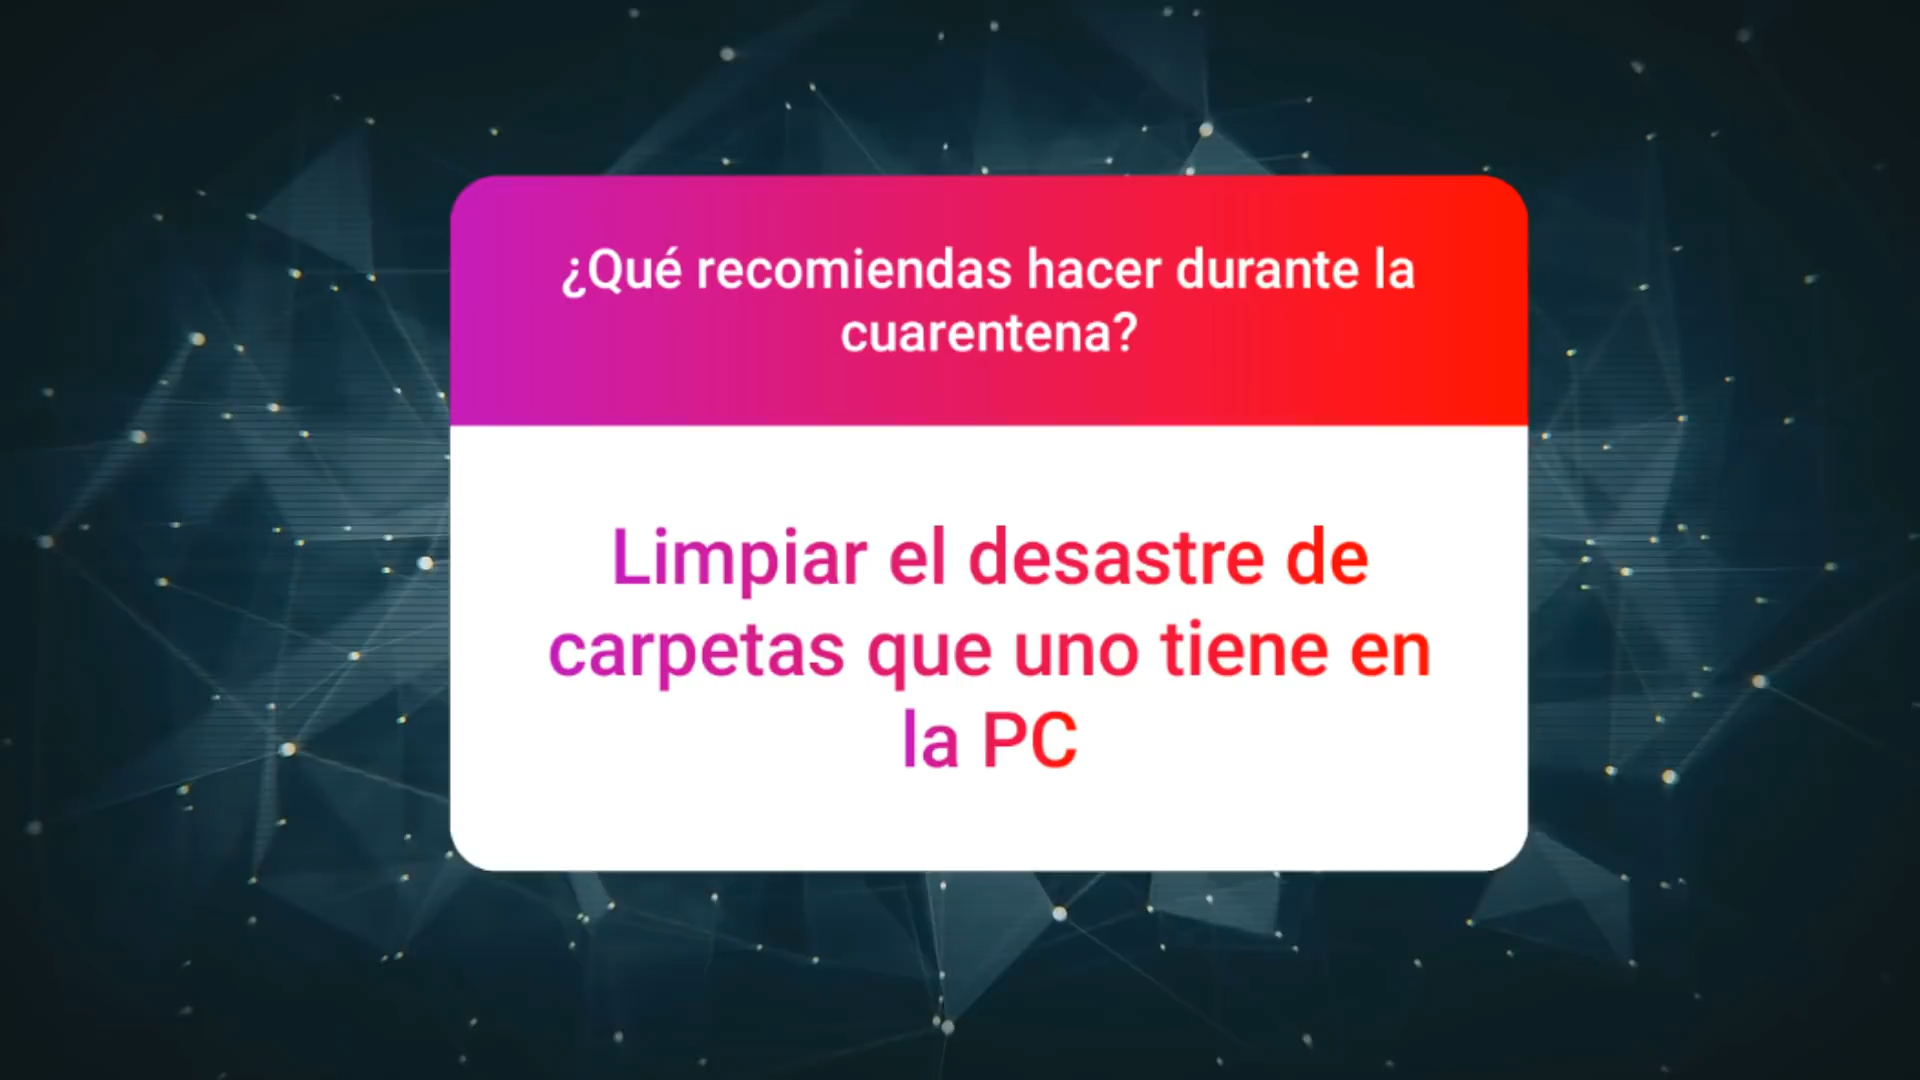 ¿Qué recomiendas hacer durante la
cuarentena?
Limpiar el desastre de
carpetas que uno tiene en
la PC